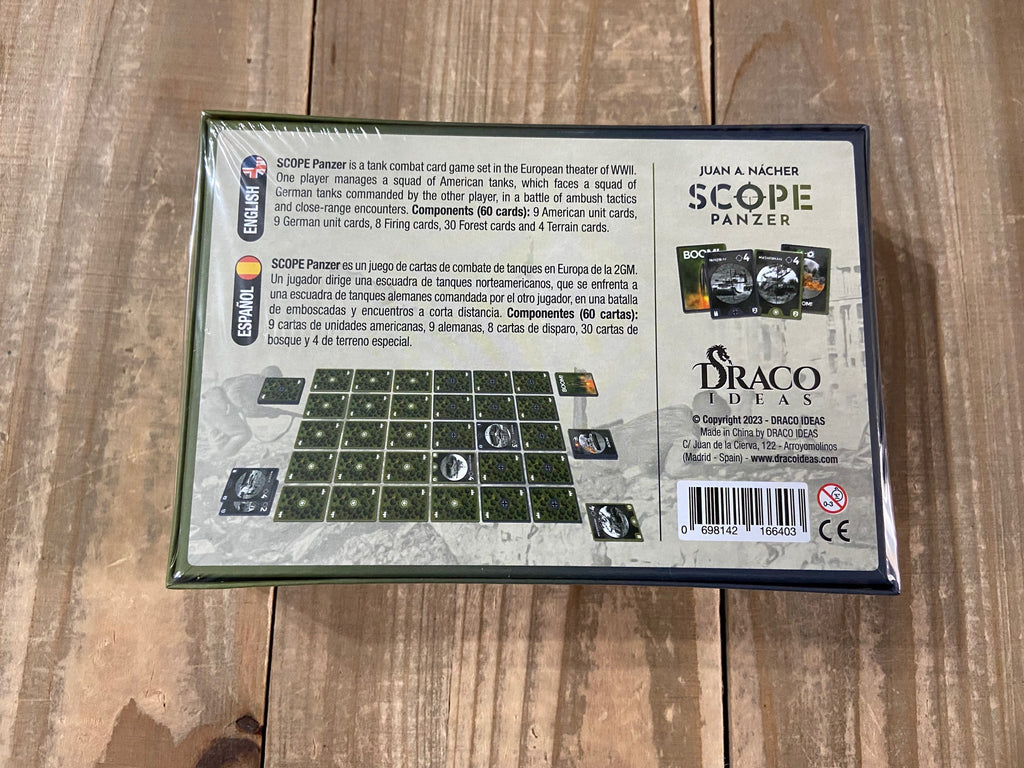 ENGLISH
SCOPE Panzer is a tank combat card game set in the European theater of WWII.
One player manages a squad of American tanks, which faces a squad of
German tanks commanded by the other player, in a battle of ambush tactics
and close-range encounters. Components (60 cards): 9 American unit cards,
9 German unit cards, 8 Firing cards, 30 Forest cards and 4 Terrain cards.
ESPAÑOL
SCOPE Panzer es un juego de cartas de combate de tanques en Europa de la 2GM.
Un jugador dirige una escuadra de tanques norteamericanos, que se enfrenta a
una escuadra de tanques alemanes comandada por el otro jugador, en una batalla
de emboscadas y encuentros a corta distancia. Componentes (60 cartas):
9 cartas de unidades americanas, 9 alemanas, 8 cartas de disparo, 30 cartas de
bosque y 4 de terreno especial.
BOOM!
JUAN A. NÁCHER
SCOPE
PANZER
BOOM!
4
4
DRACO
IDEAS
© Copyright 2023 - DRACO IDEAS
Made in China by DRACO IDEAS
C/ Juan de la Cierva, 122 - Arroyomolinos
(Madrid - Spain) - www.dracoideas.com
0 698142 166403
0-3
CE